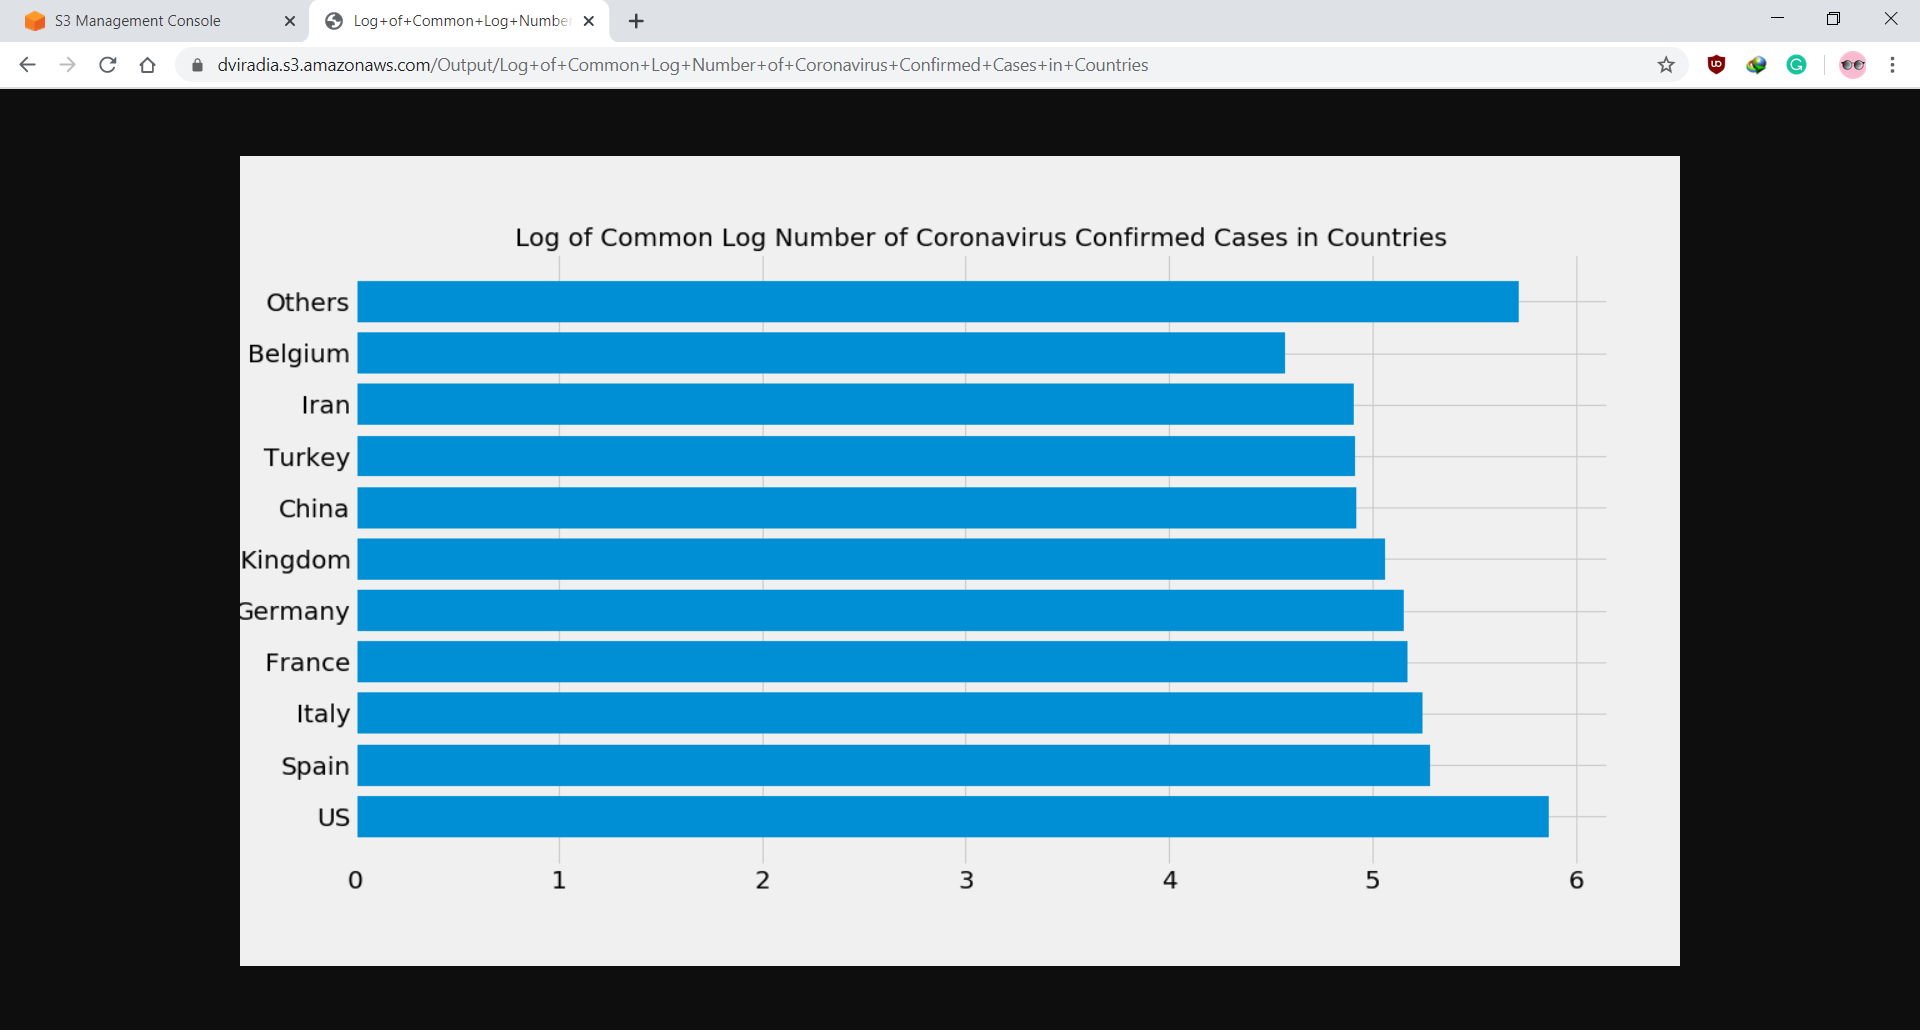 S3 Management Console
Log+of+Common+Log+Numbe
dviradia.s3.amazonaws.com/Output/Log+of+Common+Log+Number+of+Coronavirus+Confirmed+Cases+in+Countries
Log of Common Log Number of Coronavirus Confirmed Cases in Countries
Others
Belgium
Iran
Turkey
China
Kingdom
Germany
France
Italy
Spain
US
0 1 2 3 4 5 6